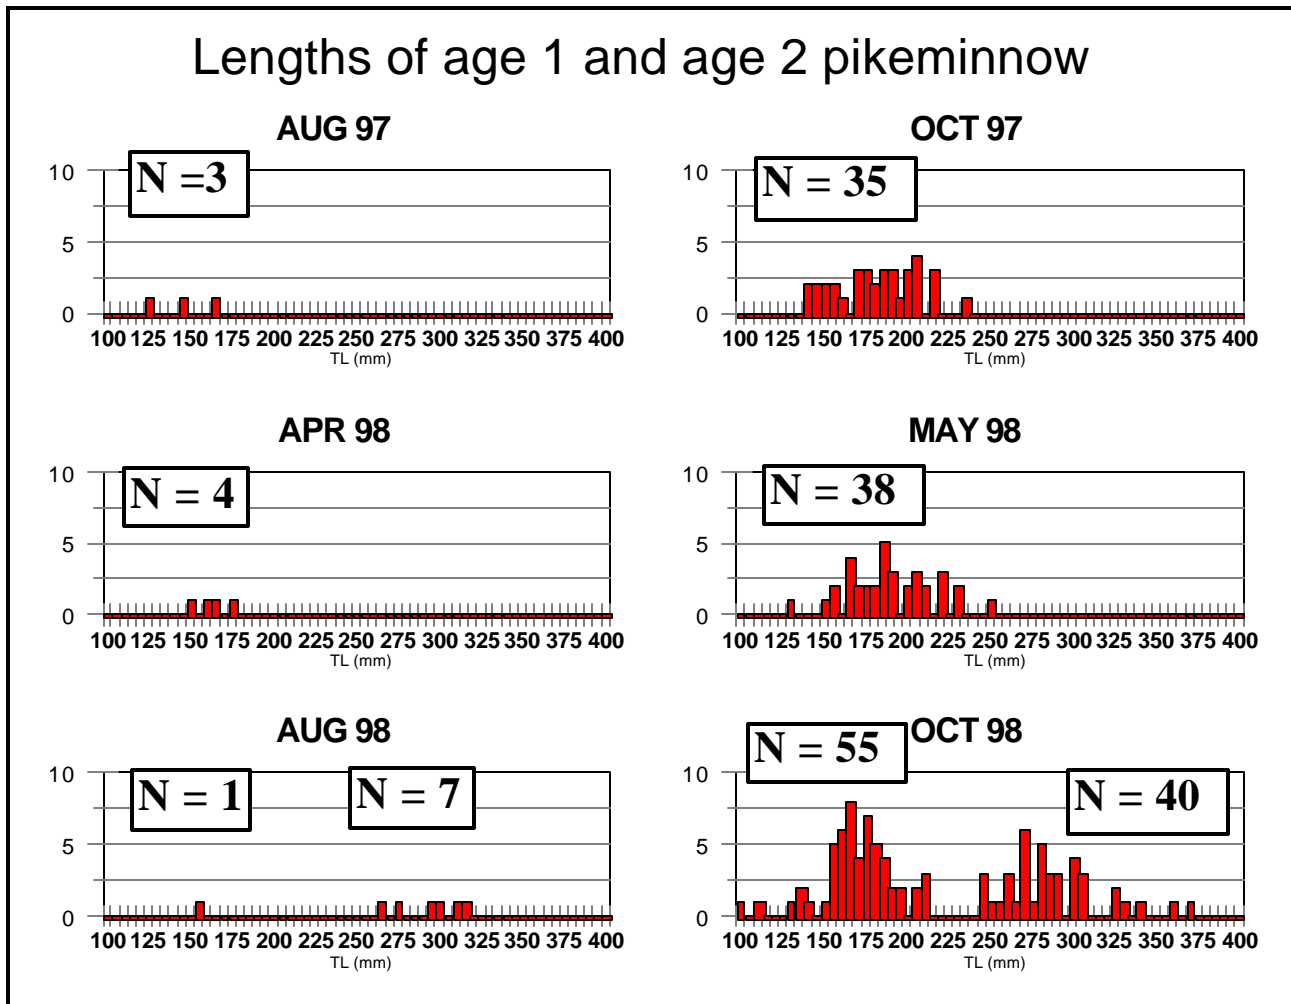 Lengths of age 1 and age 2 pikeminnow
AUG 97
N =3
10
5
0
100 125 150 175 200 225 250 275 300 325 350 375 400
TL (mm)
OCT 97
N = 35
10
5
0
100 125 150 175 200 225 250 275 300 325 350 375 400
TL (mm)
APR 98
N = 4
10
5
0
100 125 150 175 200 225 250 275 300 325 350 375 400
TL (mm)
MAY 98
N = 38
10
5
0
100 125 150 175 200 225 250 275 300 325 350 375 400
TL (mm)
AUG 98
N = 1
N = 7
10
5
0
100 125 150 175 200 225 250 275 300 325 350 375 400
TL (mm)
OCT 98
N = 55
N = 40
10
5
0
100 125 150 175 200 225 250 275 300 325 350 375 400
TL (mm)